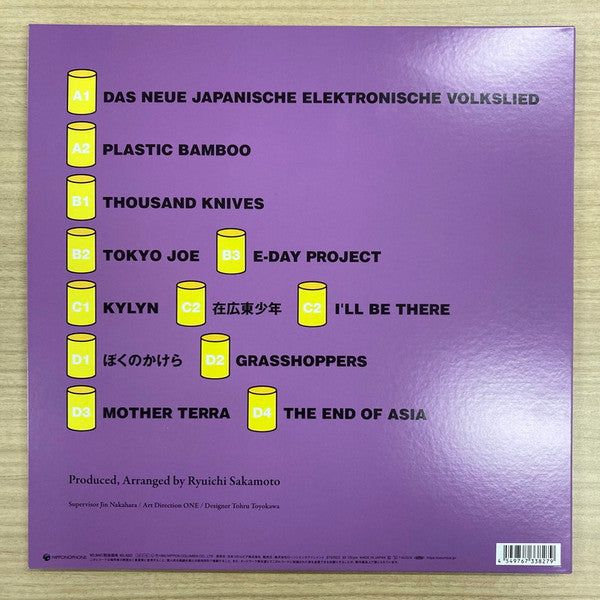 A1 DAS NEUE JAPANISCHE ELEKTRONISCHE VOLKSLIED
A2 PLASTIC BAMBOO
B1 THOUSAND KNIVES
B2 TOKYO JOE B3 E-DAY PROJECT
C1 KYLYN C2 在広東少年 C2 I'LL BE THERE
D1 ぼくのかけら D2 GRASSHOPPERS
D3 MOTHER TERRA D4 THE END OF ASIA
Produced, Arranged by Ryuichi Sakamoto
Supervisor Jin Nakahara / Art Direction ONE / Designer Tohru Toyokawa
NIPPONOPHONE
4 549767 338279